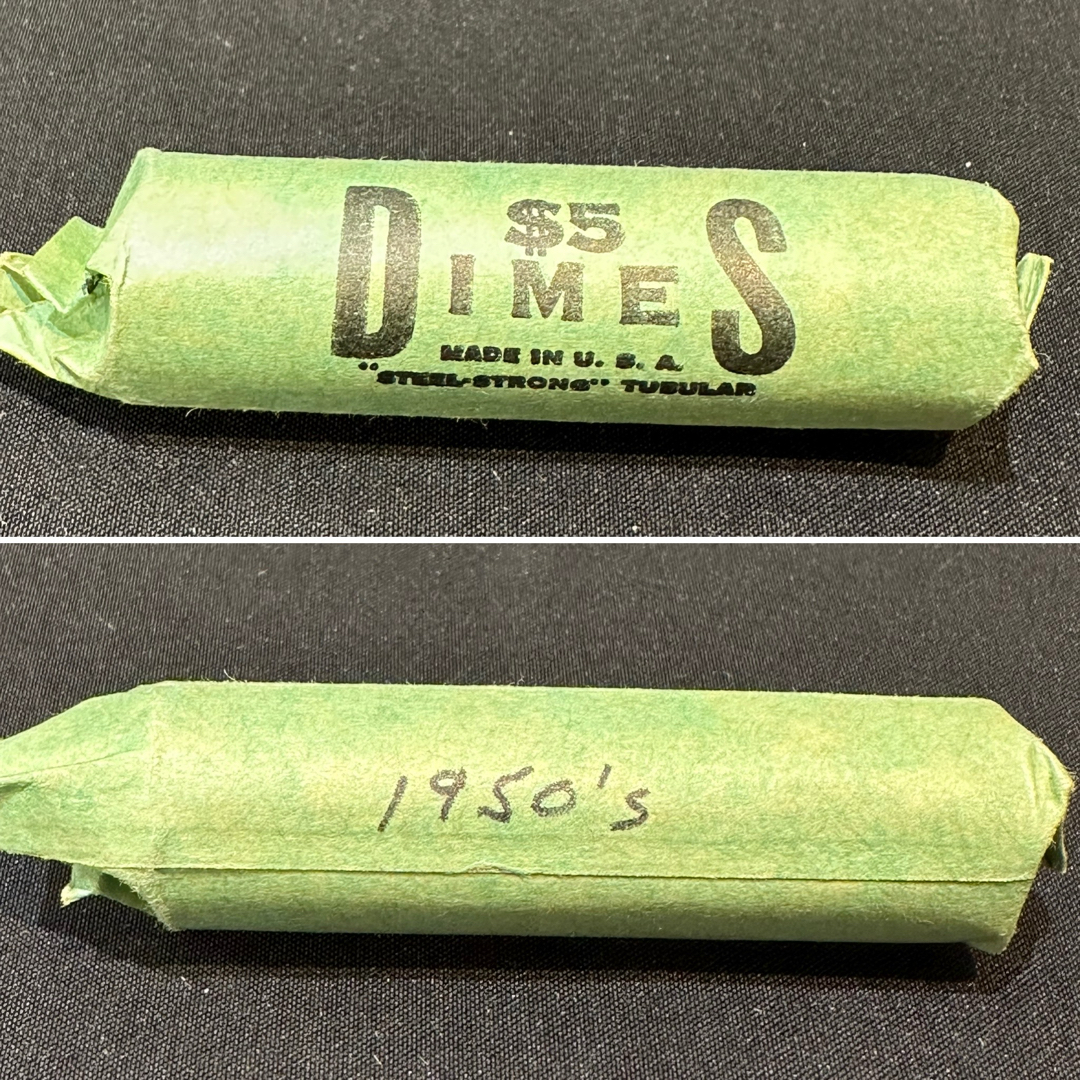 $5
DIMES
MADE IN U. S. A.
"STEEL-STRONG" TUBULAR
1950's